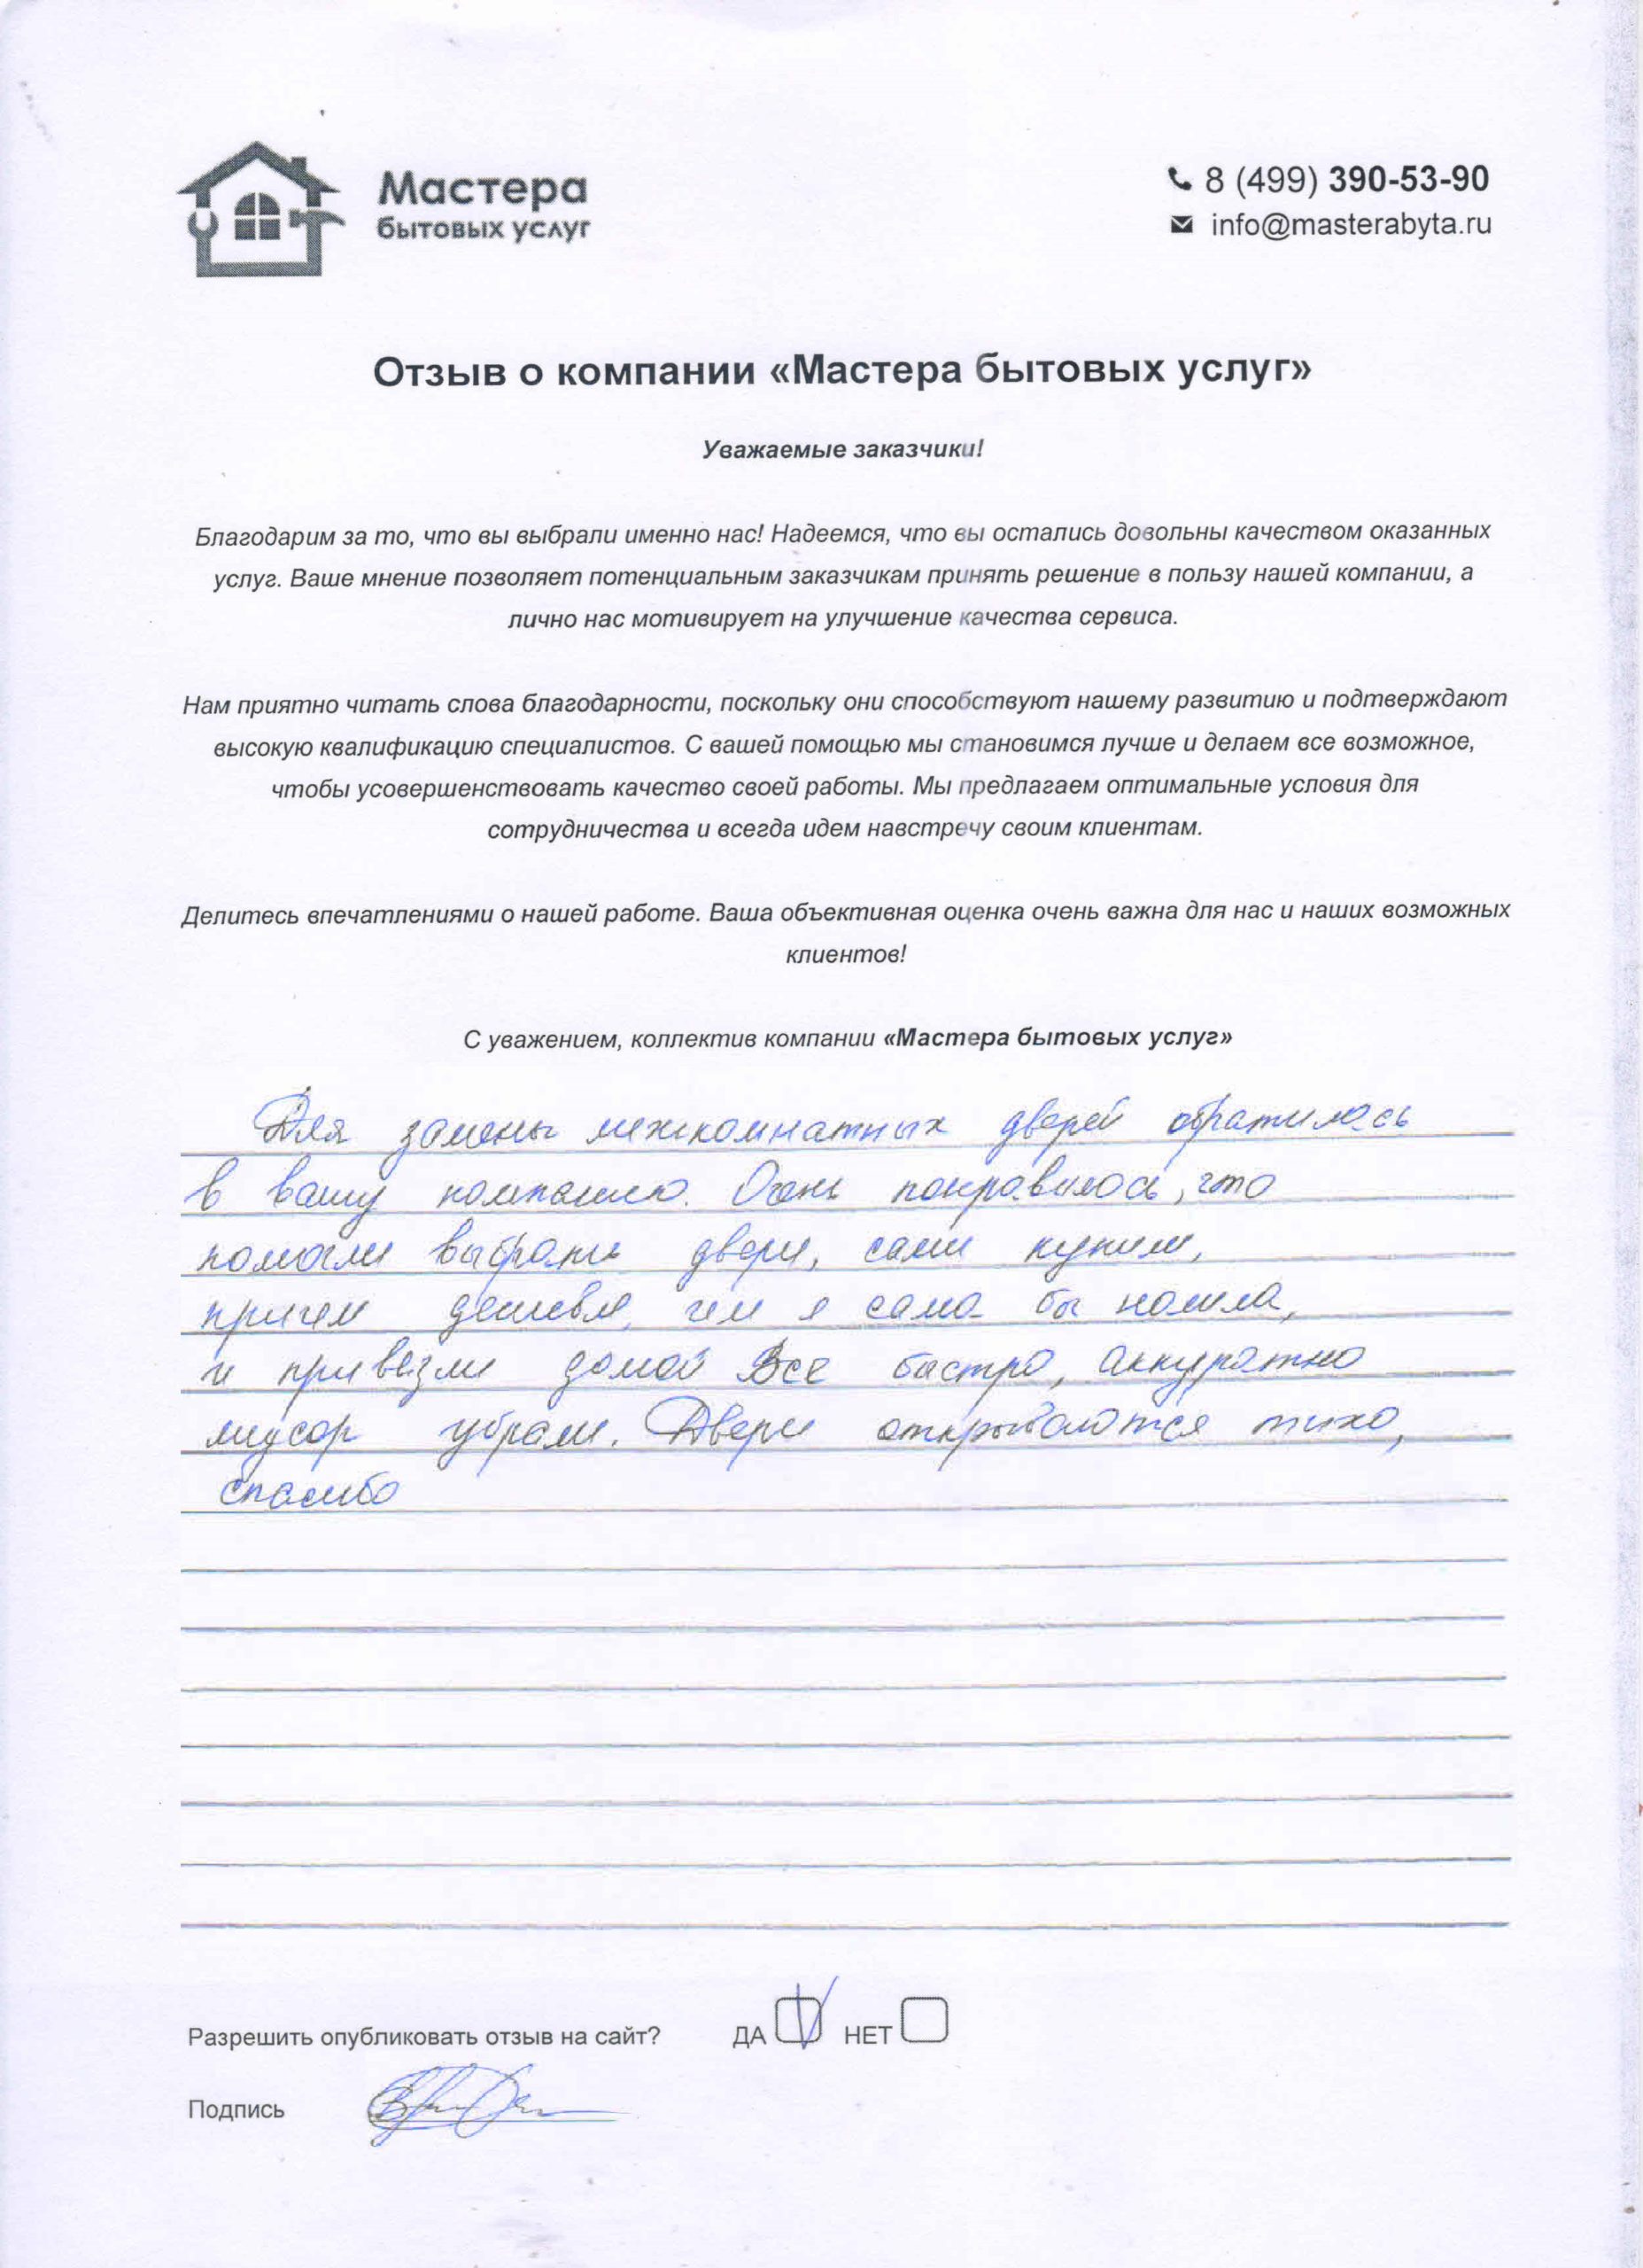 Мастера
бытовых услуг
8 (499) 390-53-90
info@masterabyta.ru
Отзыв о компании «Мастера бытовых услуг»
Уважаемые заказчики!
Благодарим за то, что вы выбрали именно нас! Надеемся, что вы остались довольны качеством оказанных
услуг. Ваше мнение позволяет потенциальным заказчикам принять решение в пользу нашей компании, а
лично нас мотивирует на улучшение качества сервиса.
Нам приятно читать слова благодарности, поскольку они способствуют нашему развитию и подтверждают
высокую квалификацию специалистов. С вашей помощью мы становимся лучше и делаем все возможное,
чтобы усовершенствовать качество своей работы. Мы предлагаем оптимальные условия для
сотрудничества и всегда идем навстречу своим клиентам.
Делитесь впечатлениями о нашей работе. Ваша объективная оценка очень важна для нас и наших возможных
клиентов!
С уважением, коллектив компании «Мастера бытовых услуг»
Для замены межкомнатных дверей обратилась
в вашу компанию. Очень понравилось, что
помогли выбрать двери, сами купили,
причем дешевле, чем я сама бы нашла,
и привезли домой Все быстро, аккуратно
мусор убрали. Двери открываются тихо,
спасибо
Разрешить опубликовать отзыв на сайт? ДА НЕТ
Подпись